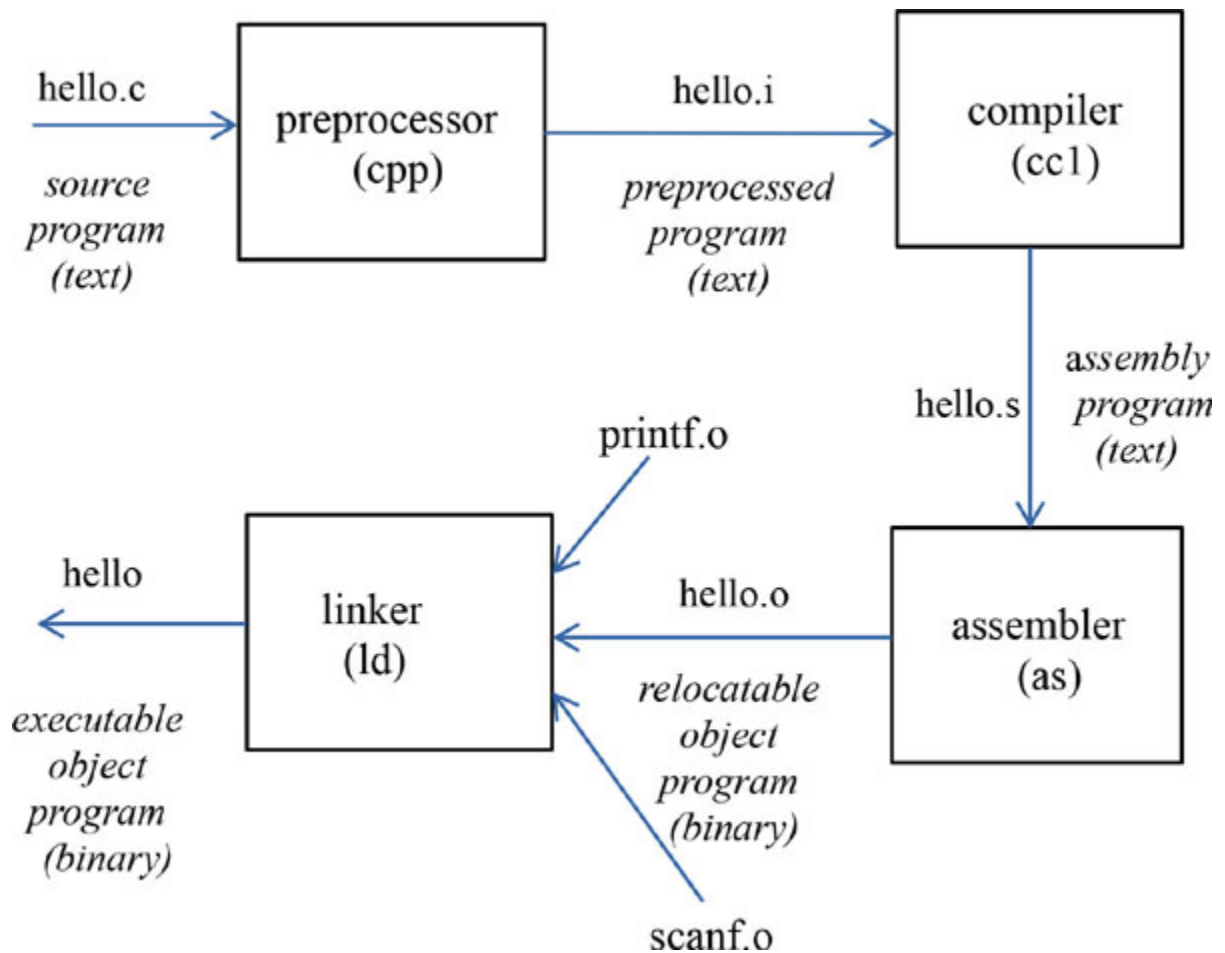 hello.c
source
program
(text)
preprocessor
(cpp)
hello.i
preprocessed
program
(text)
compiler
(cc1)
hello.s
assembly
program
(text)
assembler
(as)
hello.o
relocatable
object
program
(binary)
printf.o
scanf.o
linker
(ld)
hello
executable
object
program
(binary)